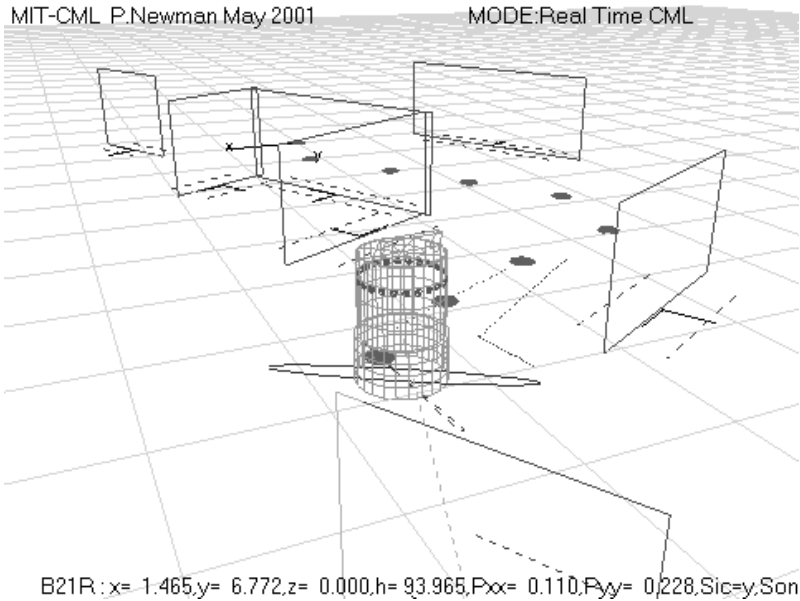 MIT-CML P.Newman May 2001
MODE:Real Time CML
x
y
B21R : x= 1.465,y= 6.772,z= 0.000,h= 93.965,Pxx= 0.110,Pyy= 0.228,Sic=y,Son